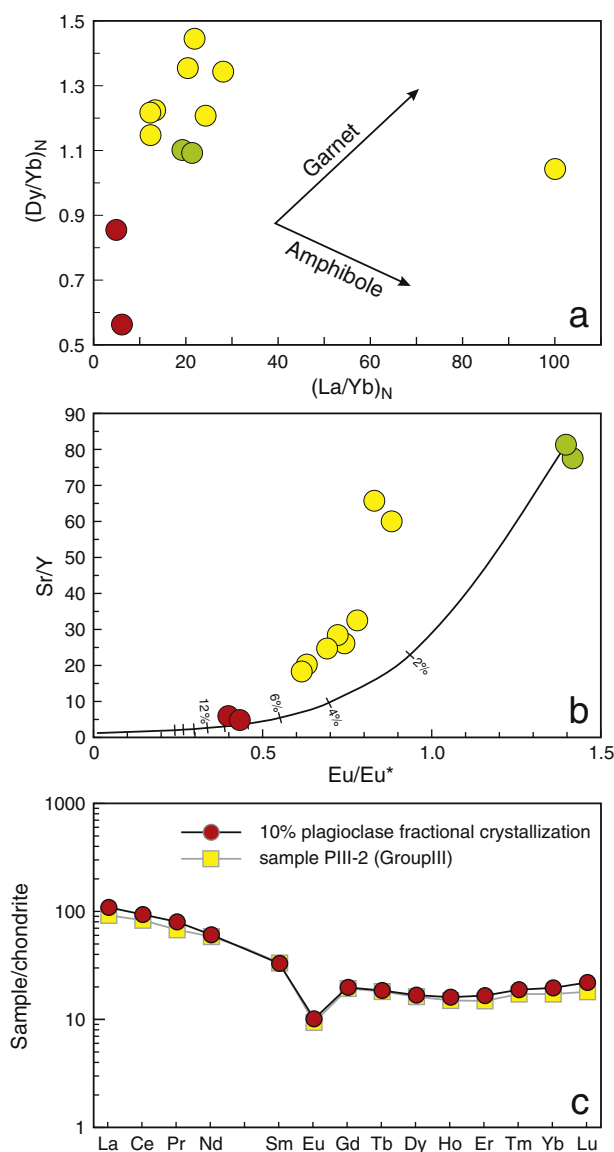 1.5
1.3
1.1
0.9
0.7
0.5
(Dy/Yb)N
Garnet
Amphibole
a
0 20 40 60 80 100
(La/Yb)N
90
80
70
60
50
40
30
20
10
0
Sr/Y
12%
6%
4%
2%
b
0 0.5 1.0 1.5
Eu/Eu*
1000
100
10
1
Sample/chondrite
10% plagioclase fractional crystallization
sample PIII-2 (GroupIII)
c
La Ce Pr Nd Sm Eu Gd Tb Dy Ho Er Tm Yb Lu